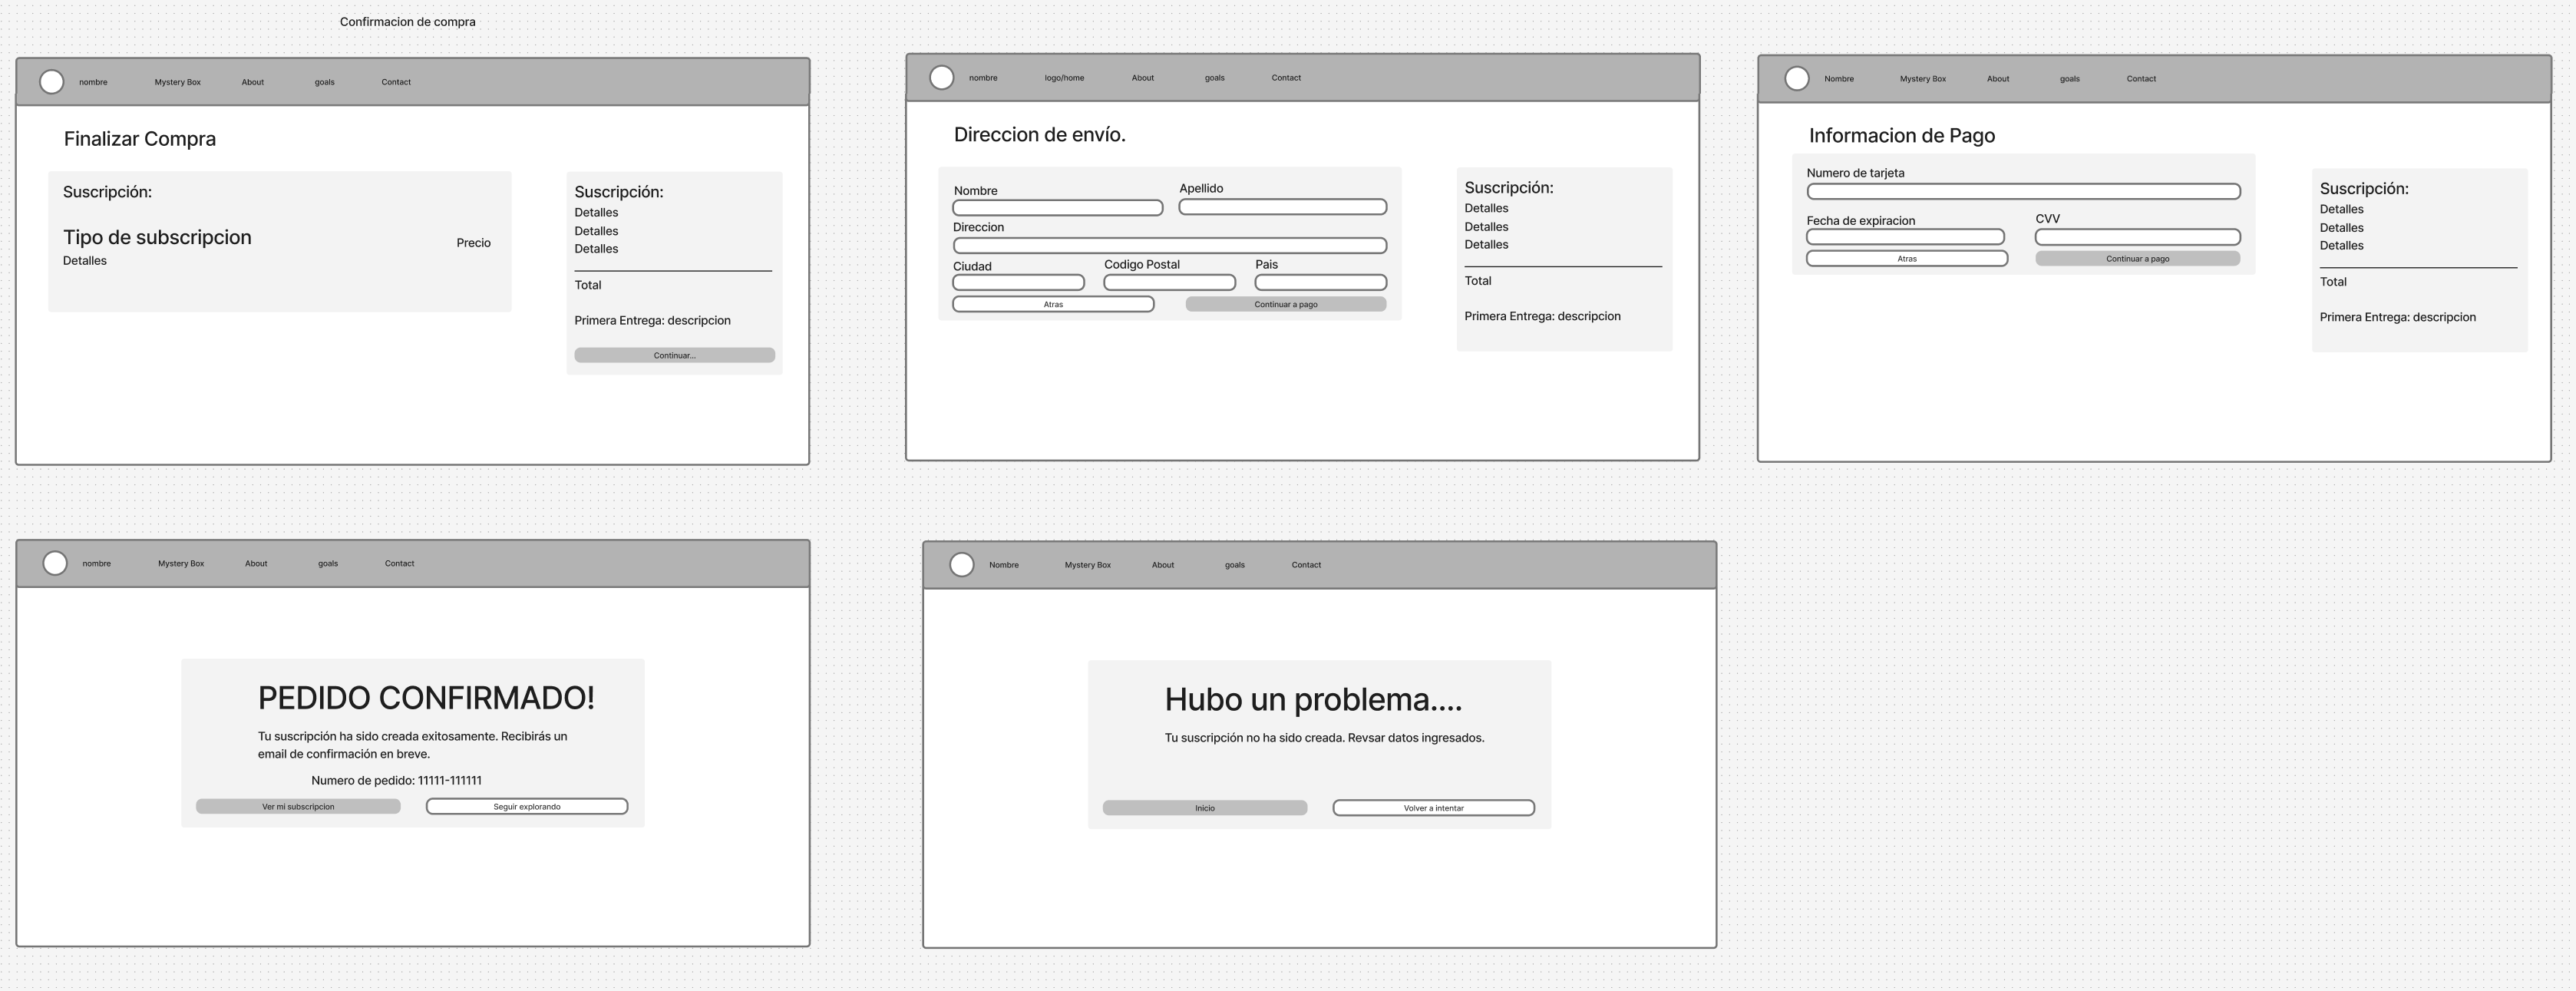 Confirmacion de compra
nombre Mystery Box About goals Contact
Finalizar Compra
Suscripción:
Tipo de subscripcion
Precio
Detalles
Suscripción:
Detalles
Detalles
Detalles
Total
Primera Entrega: descripcion
Continuar...
nombre logo/home About goals Contact
Direccion de envío.
Nombre Apellido
Direccion
Ciudad Codigo Postal Pais
Atras Continuar a pago
Suscripción:
Detalles
Detalles
Detalles
Total
Primera Entrega: descripcion
Nombre Mystery Box About goals Contact
Informacion de Pago
Numero de tarjeta
Fecha de expiracion CVV
Atras Continuar a pago
Suscripción:
Detalles
Detalles
Detalles
Total
Primera Entrega: descripcion
nombre Mystery Box About goals Contact
PEDIDO CONFIRMADO!
Tu suscripción ha sido creada exitosamente. Recibirás un
email de confirmación en breve.
Numero de pedido: 11111-111111
Ver mi subscripcion Seguir explorando
Nombre Mystery Box About goals Contact
Hubo un problema....
Tu suscripción no ha sido creada. Revsar datos ingresados.
Inicio Volver a intentar